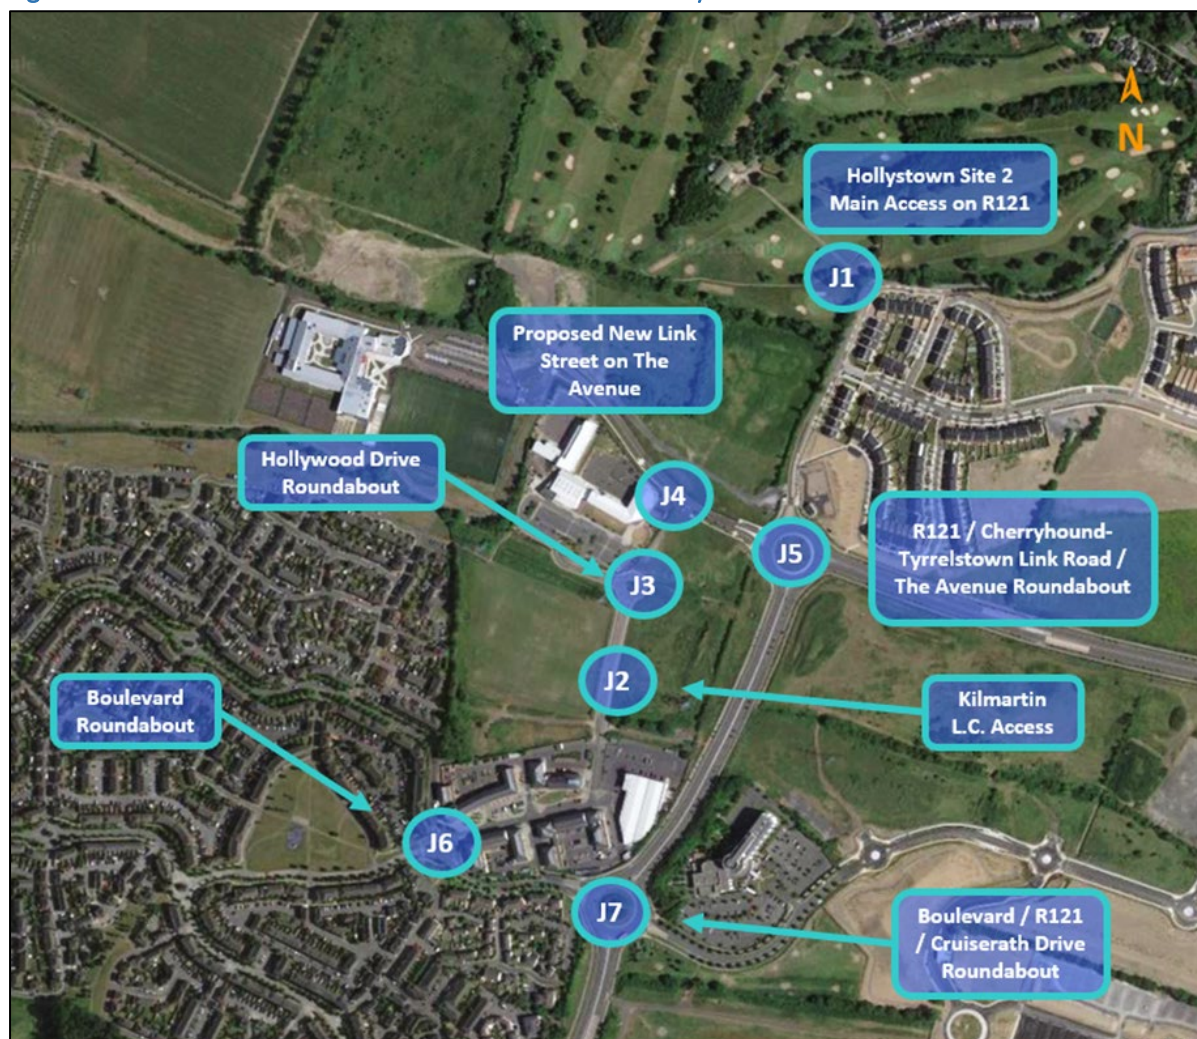 N
Hollystown Site 2
Main Access on R121
J1
Proposed New Link
Street on The
Avenue
Hollywood Drive
Roundabout
J4
R121 / Cherryhound-
Tyrrelstown Link Road /
The Avenue Roundabout
J5
J3
J2
Boulevard
Roundabout
Kilmartin
L.C. Access
J6
J7
Boulevard / R121
/ Cruiserath Drive
Roundabout